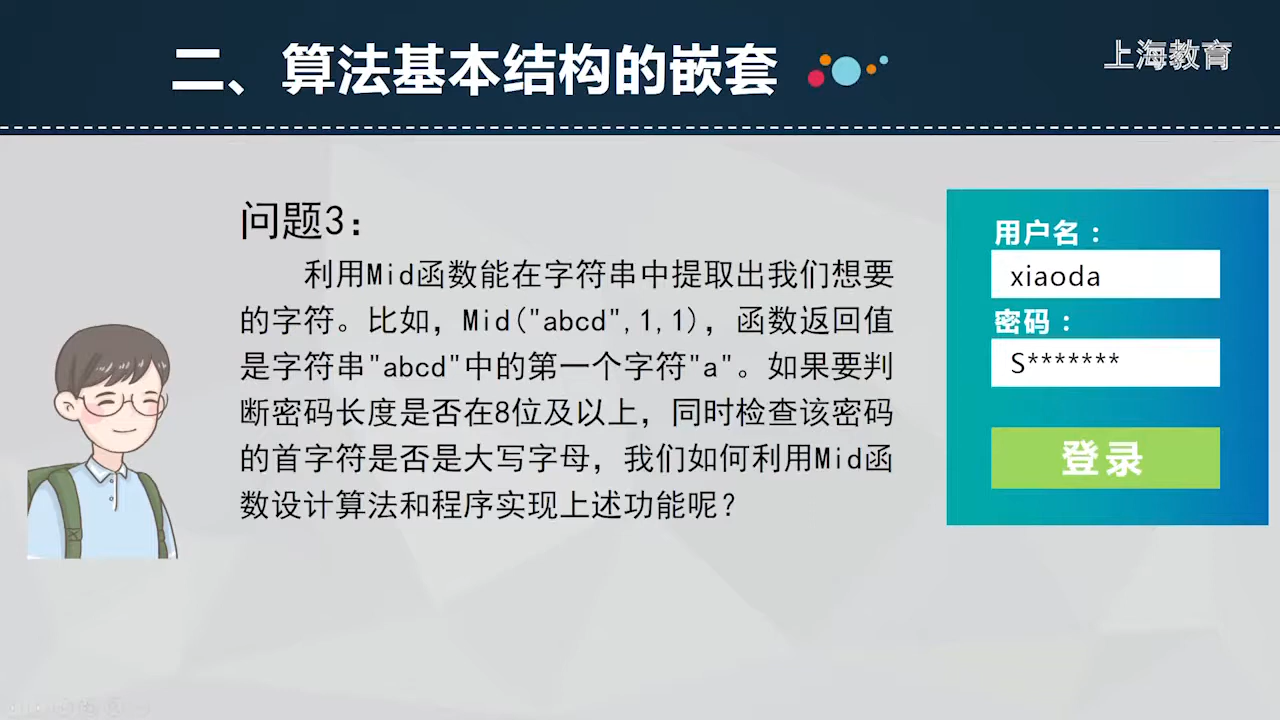 二、算法基本结构的嵌套
上海教育
问题3：
利用Mid函数能在字符串中提取出我们想要
的字符。比如，Mid("abcd",1,1)，函数返回值
是字符串"abcd"中的第一个字符"a"。如果要判
断密码长度是否在8位及以上，同时检查该密码
的首字符是否是大写字母，我们如何利用Mid函
数设计算法和程序实现上述功能呢？
用户名：
xiaoda
密码：
S*******
登录